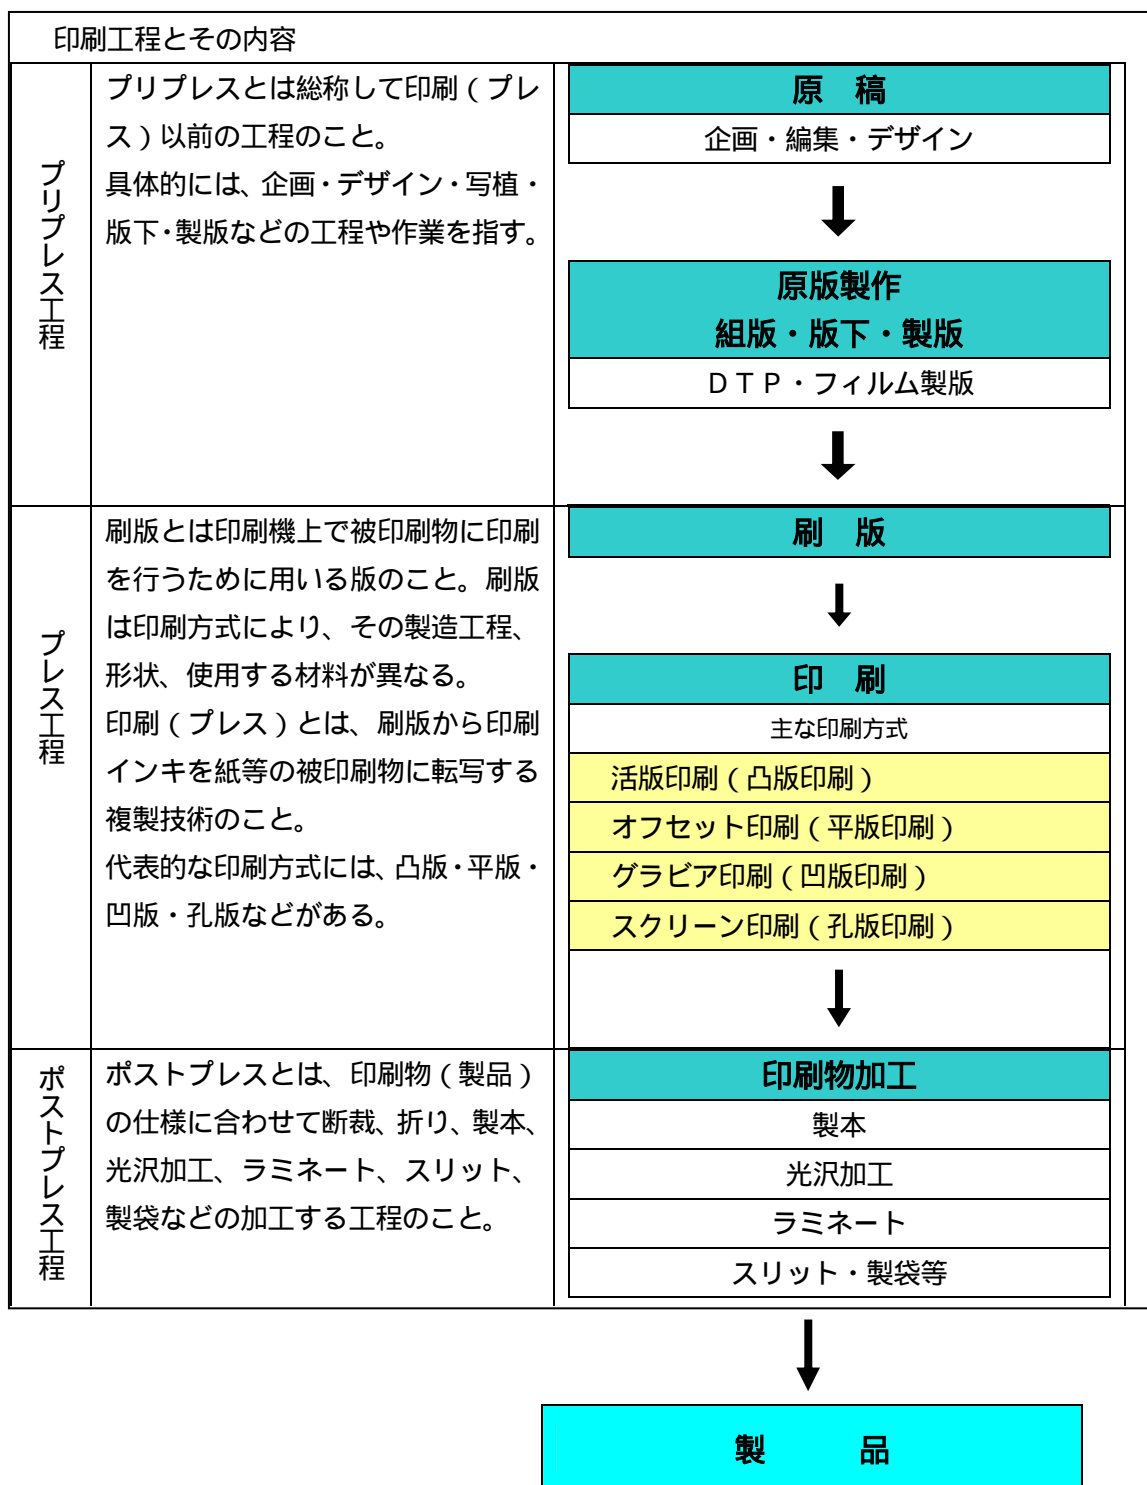 印刷工程とその内容
プリプレス工程
プリプレスとは総称して印刷（プレ
ス）以前の工程のこと。
具体的には、企画・デザイン・写植・
版下・製版などの工程や作業を指す。
原　稿
企画・編集・デザイン
原版製作
組版・版下・製版
ＤＴＰ・フィルム製版
プレス工程
刷版とは印刷機上で被印刷物に印刷
を行うために用いる版のこと。刷版
は印刷方式により、その製造工程、
形状、使用する材料が異なる。
印刷（プレス）とは、刷版から印刷
インキを紙等の被印刷物に転写する
複製技術のこと。
代表的な印刷方式には、凸版・平版・
凹版・孔版などがある。
刷　版
印　刷
主な印刷方式
活版印刷（凸版印刷）
オフセット印刷（平版印刷）
グラビア印刷（凹版印刷）
スクリーン印刷（孔版印刷）
ポストプレス工程
ポストプレスとは、印刷物（製品）
の仕様に合わせて断裁、折り、製本、
光沢加工、ラミネート、スリット、
製袋などの加工する工程のこと。
印刷物加工
製本
光沢加工
ラミネート
スリット・製袋等
製　　　品